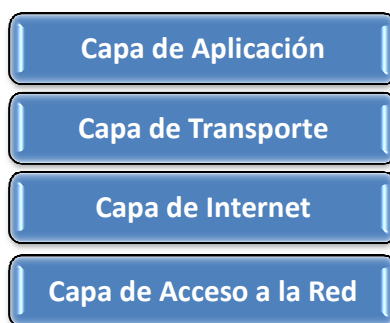 Capa de Aplicación
Capa de Transporte
Capa de Internet
Capa de Acceso a la Red